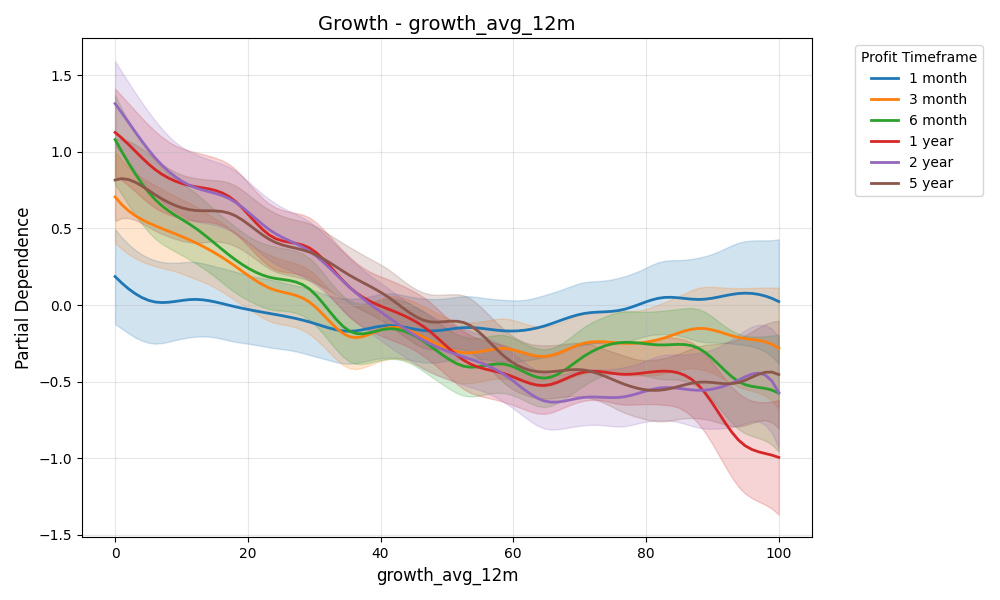 Growth - growth_avg_12m
Profit Timeframe
1 month
3 month
6 month
1 year
2 year
5 year
Partial Dependence
1.5
1.0
0.5
0.0
−0.5
−1.0
−1.5
0 20 40 60 80 100
growth_avg_12m